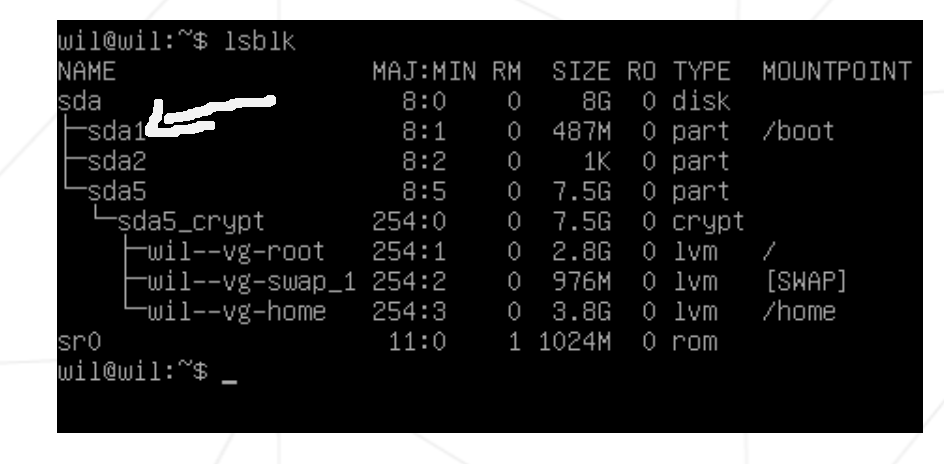 wil@wil:~$ lsblk
NAME MAJ:MIN RM SIZE RO TYPE MOUNTPOINT
sda 8:0 0 8G 0 disk
├─sda1 8:1 0 487M 0 part /boot
├─sda2 8:2 0 1K 0 part
└─sda5 8:5 0 7.5G 0 part
└─sda5_crypt 254:0 0 7.5G 0 crypt
├─wil--vg-root 254:1 0 2.8G 0 lvm /
├─wil--vg-swap_1 254:2 0 976M 0 lvm [SWAP]
└─wil--vg-home 254:3 0 3.8G 0 lvm /home
sr0 11:0 1 1024M 0 rom
wil@wil:~$ _